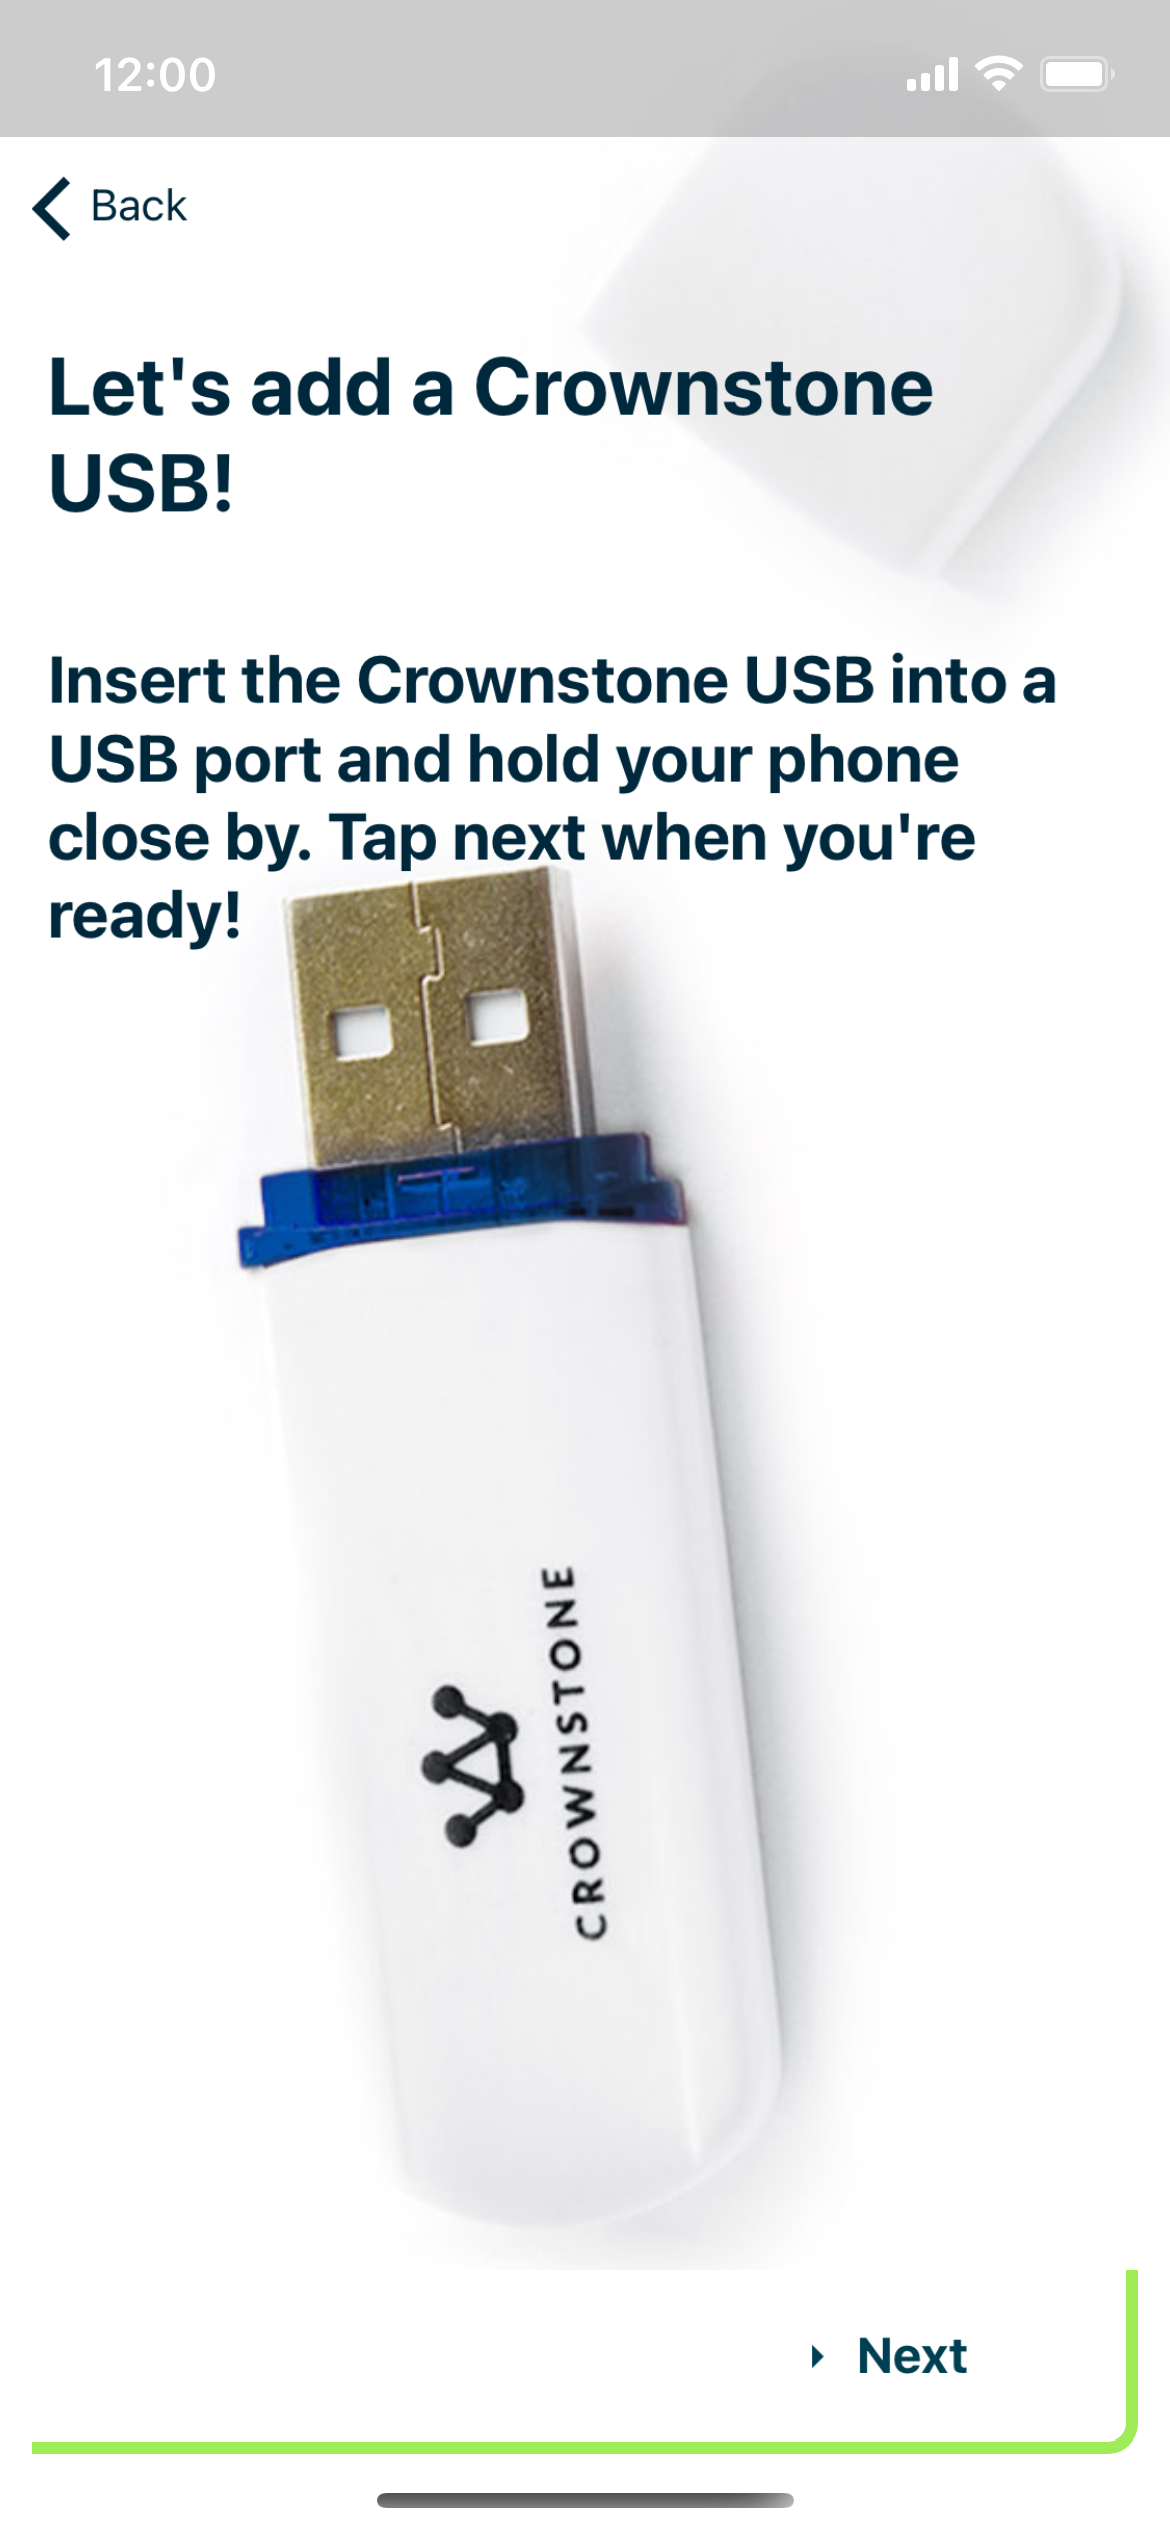 12:00
Back
Let's add a Crownstone
USB!
Insert the Crownstone USB into a
USB port and hold your phone
close by. Tap next when you're
ready!
CROWNSTONE
Next